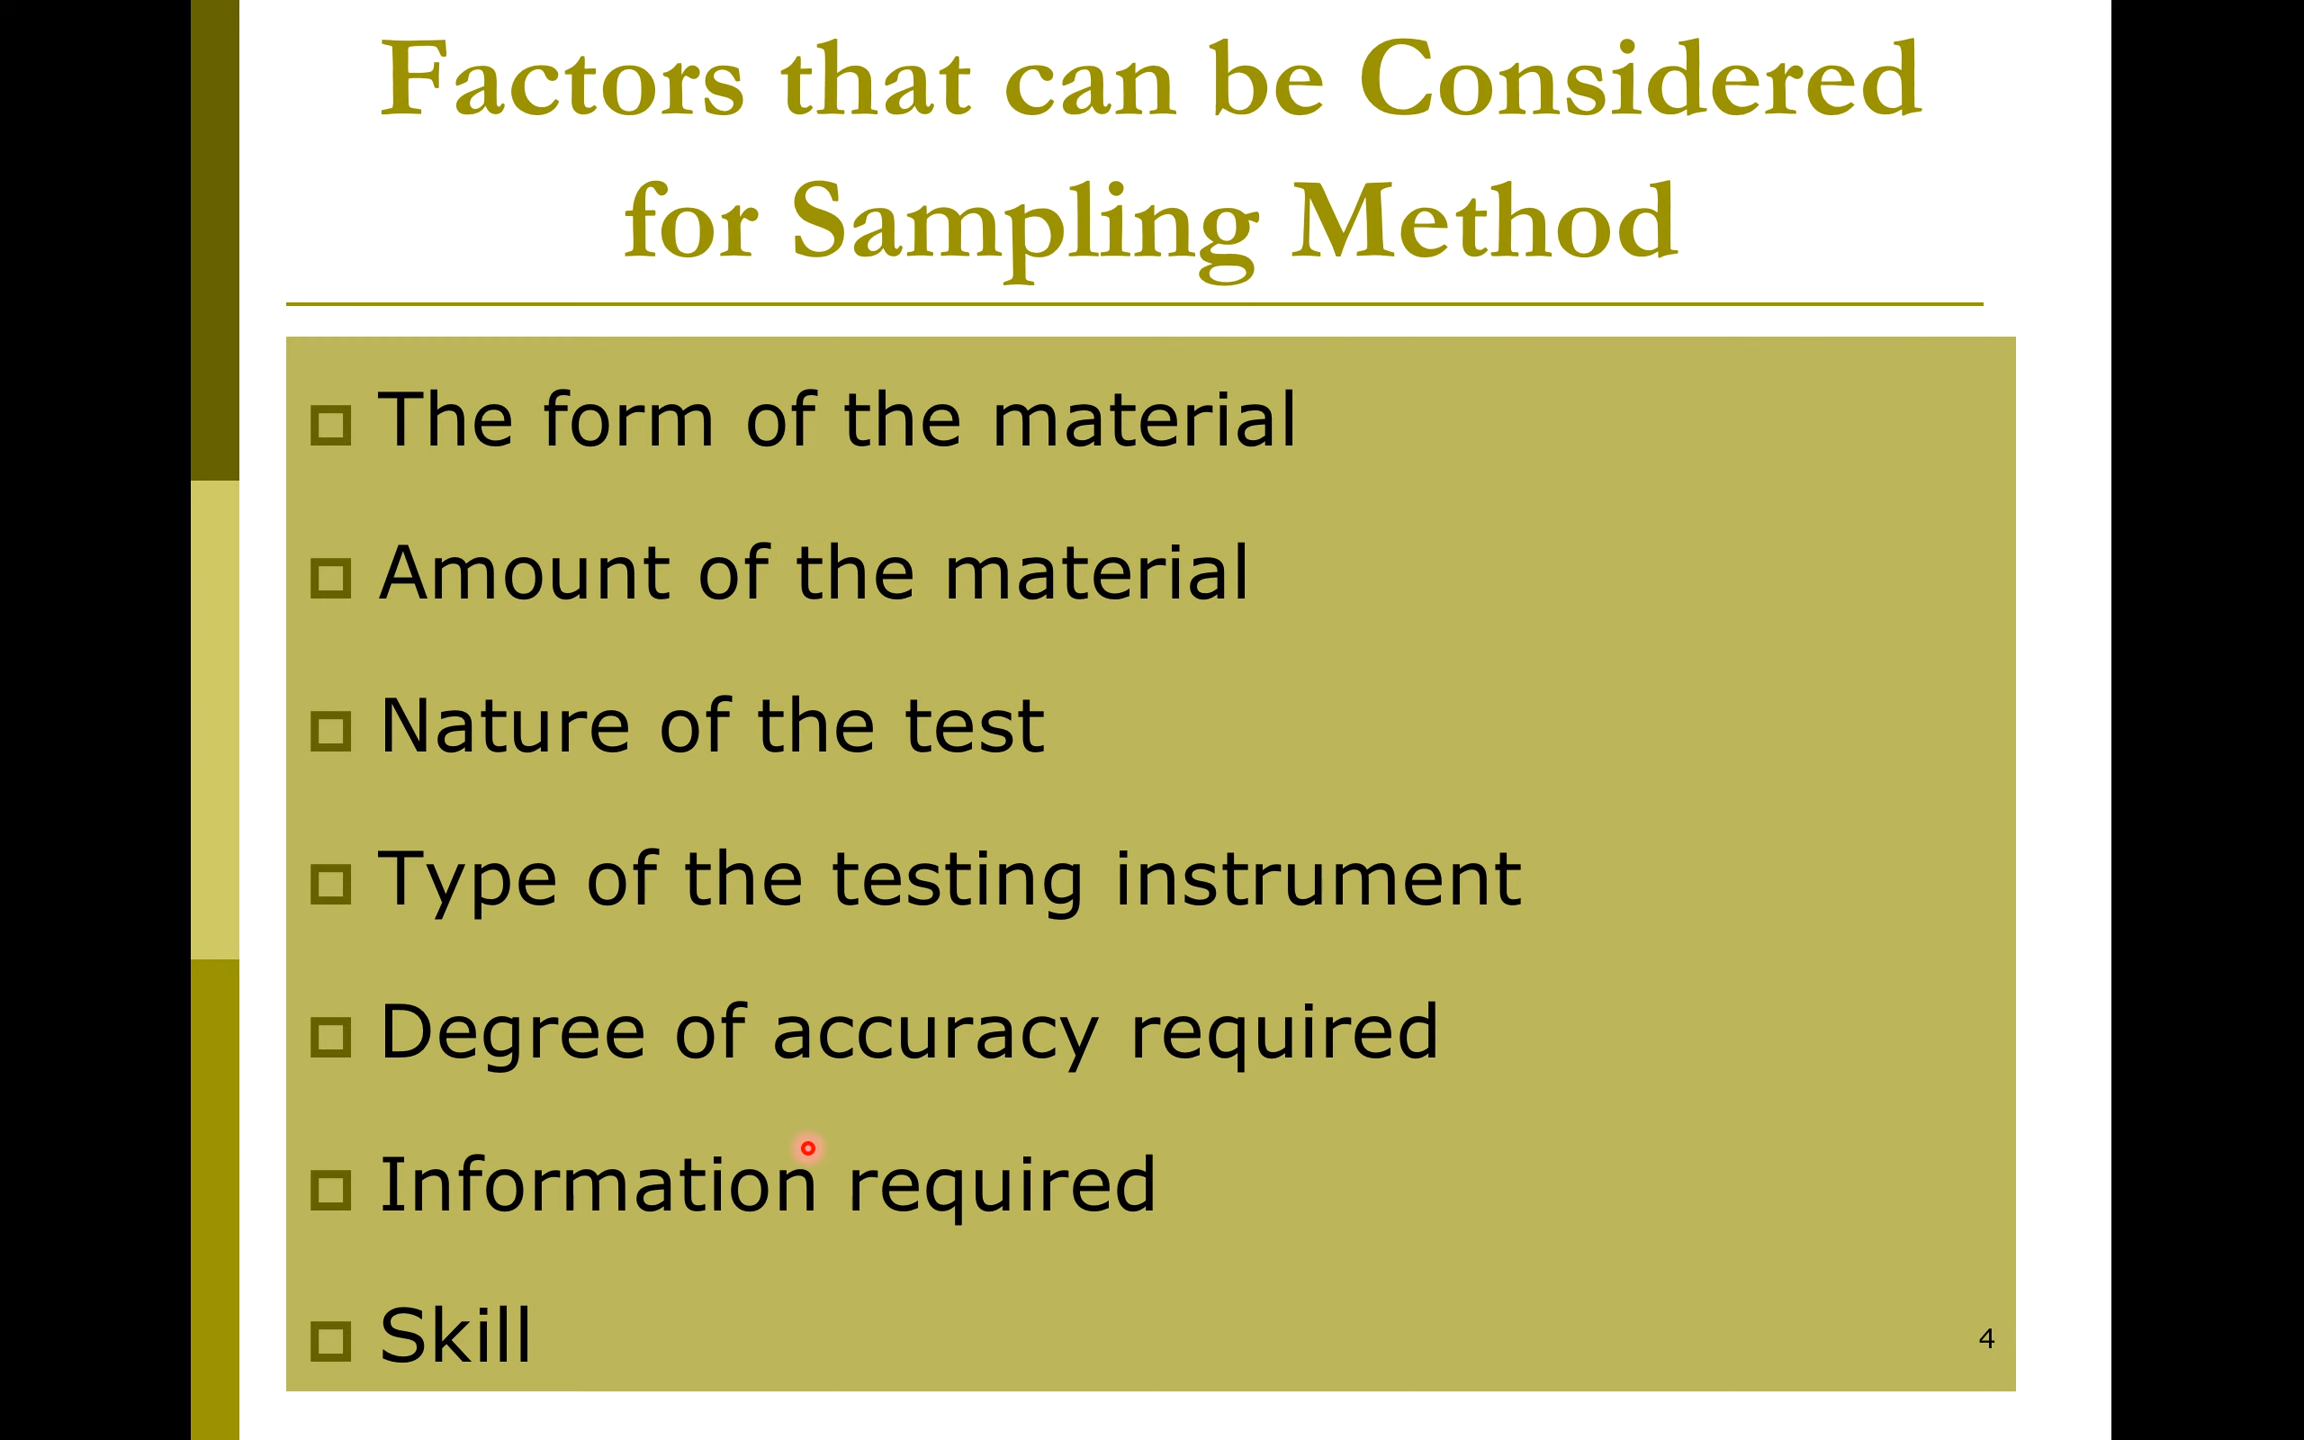 Factors that can be Considered
for Sampling Method
The form of the material
Amount of the material
Nature of the test
Type of the testing instrument
Degree of accuracy required
Information required
Skill
4